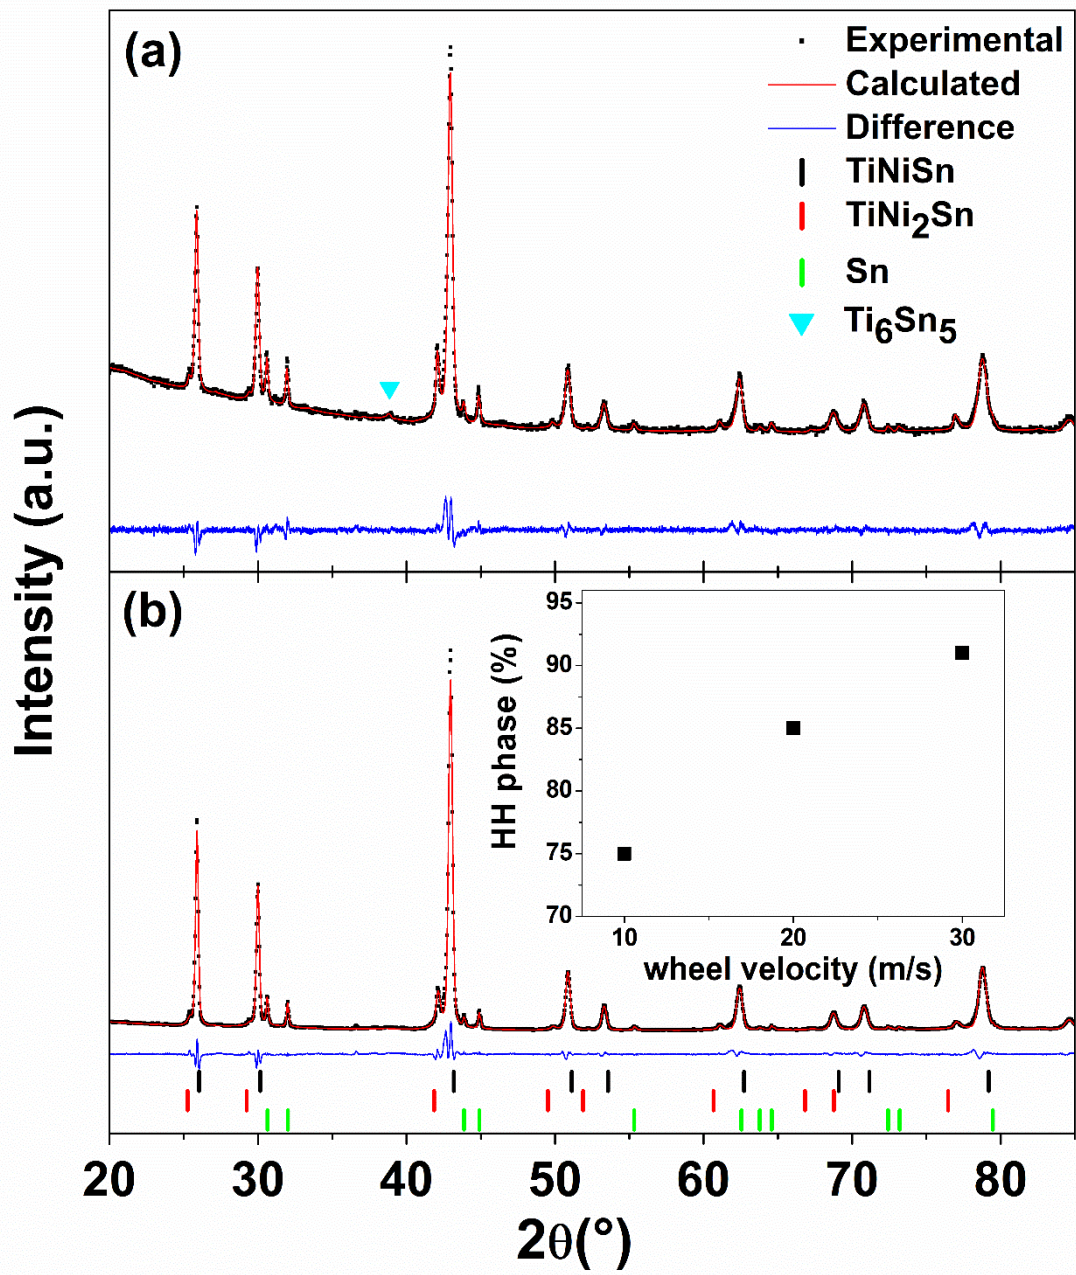 (a)
Experimental
Calculated
Difference
TiNiSn
TiNi2Sn
Sn
Ti6Sn5
Intensity (a.u.)
(b)
95
90
85
80
75
70
HH phase (%)
10 20 30
wheel velocity (m/s)
20 30 40 50 60 70 80
2θ(°)